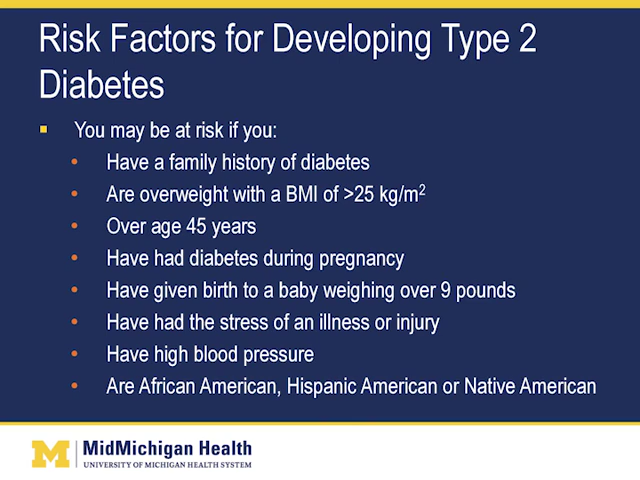 Risk Factors for Developing Type 2
Diabetes
You may be at risk if you:
Have a family history of diabetes
Are overweight with a BMI of >25 kg/m²
Over age 45 years
Have had diabetes during pregnancy
Have given birth to a baby weighing over 9 pounds
Have had the stress of an illness or injury
Have high blood pressure
Are African American, Hispanic American or Native American
M MidMichigan Health
UNIVERSITY OF MICHIGAN HEALTH SYSTEM